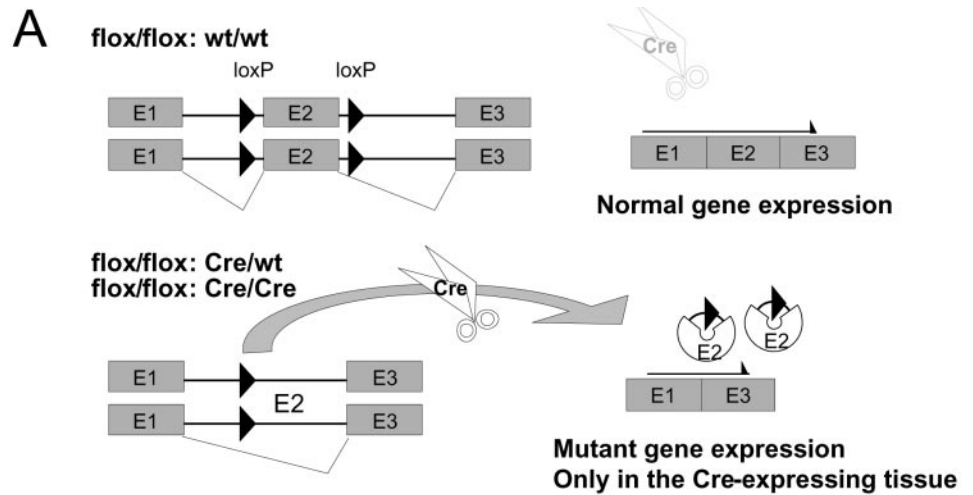 A
flox/flox: wt/wt
Cre
loxP loxP
E1 E2 E3
E1 E2 E3
E1 E2 E3
Normal gene expression
flox/flox: Cre/wt
flox/flox: Cre/Cre
Cre
E2 E2
E1 E3
E1 E3
E2
E1 E3
Mutant gene expression
Only in the Cre-expressing tissue